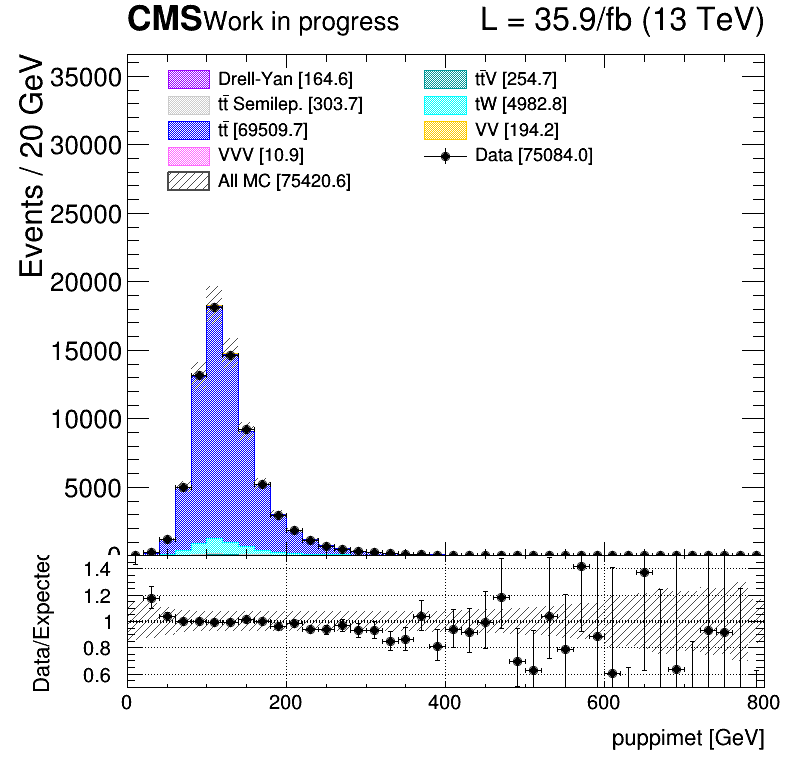 CMS Work in progress L = 35.9/fb (13 TeV)
Events / 20 GeV
35000
30000
25000
20000
15000
10000
5000
0
Drell-Yan [164.6]
tt̄ Semilep. [303.7]
tt̄ [69509.7]
VVV [10.9]
All MC [75420.6]
tt̄V [254.7]
tW [4982.8]
VV [194.2]
Data [75084.0]
Data/Expected
1.4
1.2
1
0.8
0.6
0 200 400 600 800
puppimet [GeV]